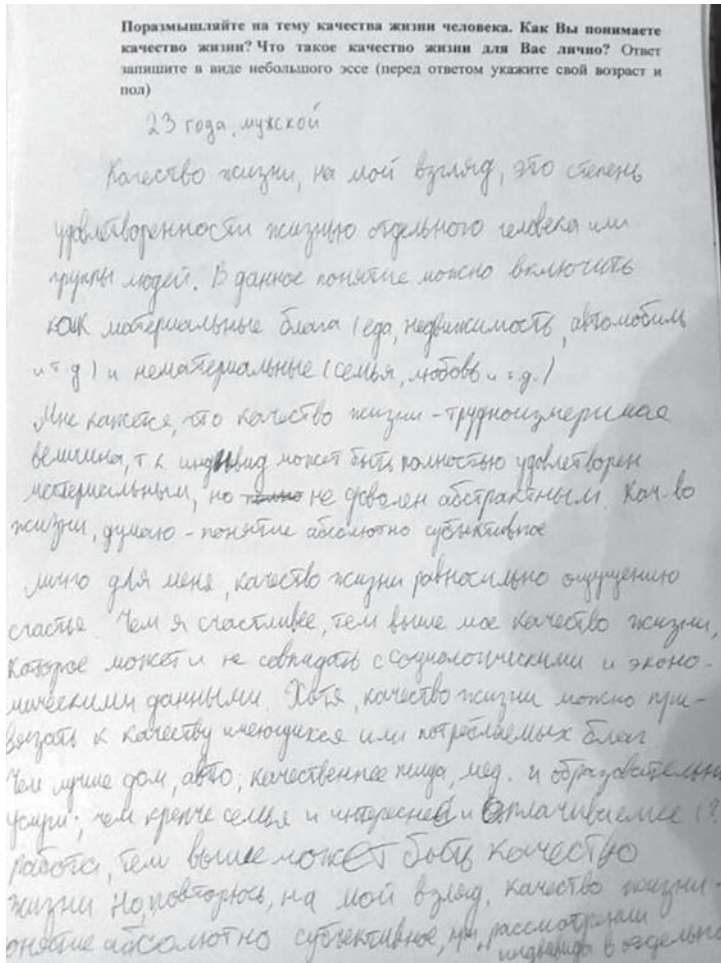 Поразмышляйте на тему качества жизни человека. Как Вы понимаете
качество жизни? Что такое качество жизни для Вас лично? Ответ
запишите в виде небольшого эссе (перед ответом укажите свой возраст и
пол)
23 года, мужской
Качество жизни, на мой взгляд, это степень
удовлетворенности жизнью отдельного человека или
группы людей. В данное понятие можно включить
как материальные блага (еда, недвижимость, автомобиль
и т д) и нематериальные (семья, любовь и т.д.)
Мне кажется, что качество жизни - трудноизмеримая
величина, т к индивид может быть полностью удовлетворен
материальным, но не доволен абстрактным. Кач-во
жизни, думаю - понятие абсолютно субъективное
лично для меня, качество жизни равносильно ощущению
счастья. Чем я счастливее, тем выше мое качество жизни,
которое может и не совпадать с социологическими и эконо-
мическими данными. Хотя, качество жизни можно при-
вязать к качеству имеющихся или потребляемых благ
Чем лучше дом, авто; качественнее пища, мед. и образовательн
услуги; чем крепче семья и интересней и оплачиваемее (?
работа, тем выше может быть качество
жизни Но, повторюсь, на мой взгляд, качество жизни -
онятие абсолютно субъективное, при рассмотрении
индивида в отдельно